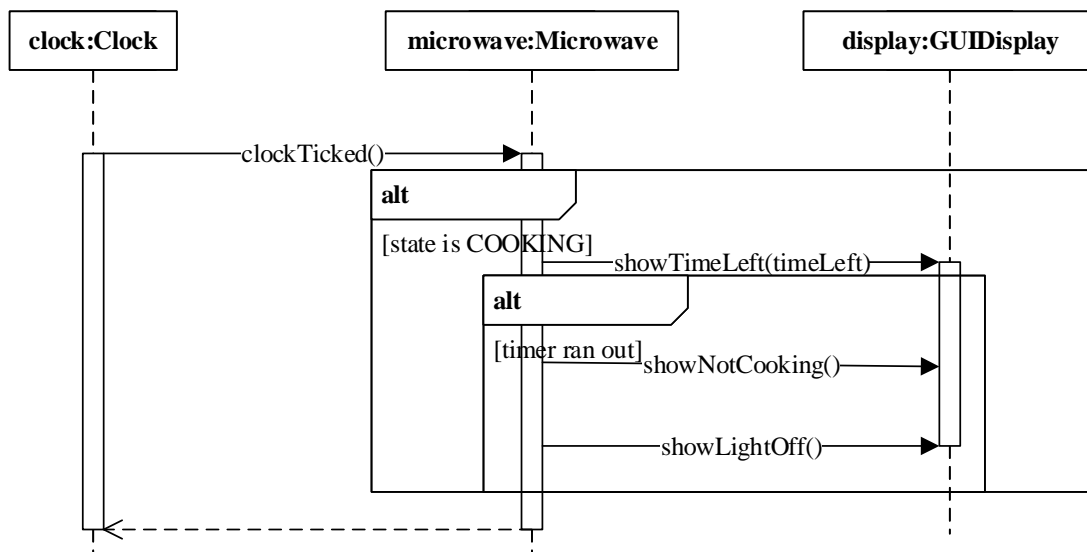 clock:Clock
microwave:Microwave
display:GUIDisplay
clockTicked()
alt
[state is COOKING]
showTimeLeft(timeLeft)
alt
[timer ran out]
showNotCooking()
showLightOff()